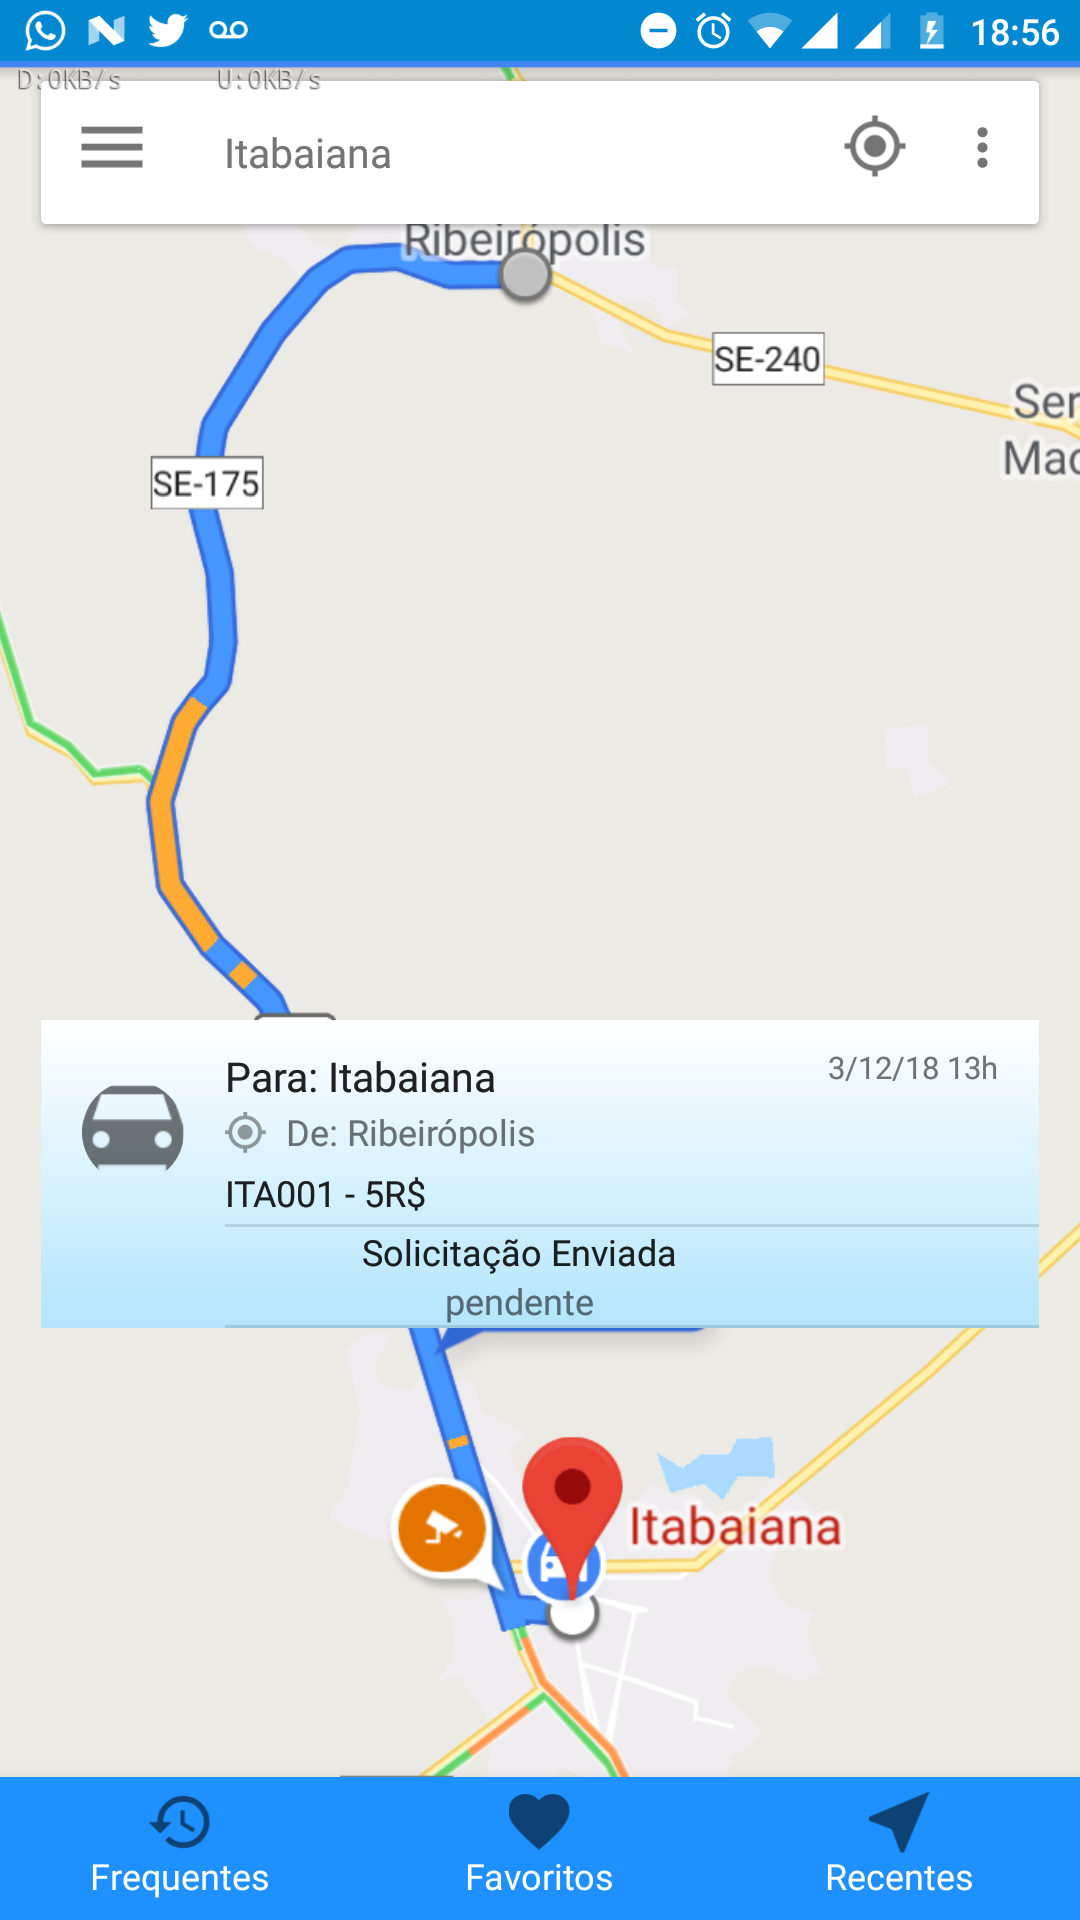 18:56
D:0KB/s U:0KB/s
Itabaiana
Ribeirópolis
SE-240
Ser
Mac
SE-175
Para: Itabaiana
3/12/18 13h
De: Ribeirópolis
ITA001 - 5R$
Solicitação Enviada
pendente
Itabaiana
Frequentes
Favoritos
Recentes